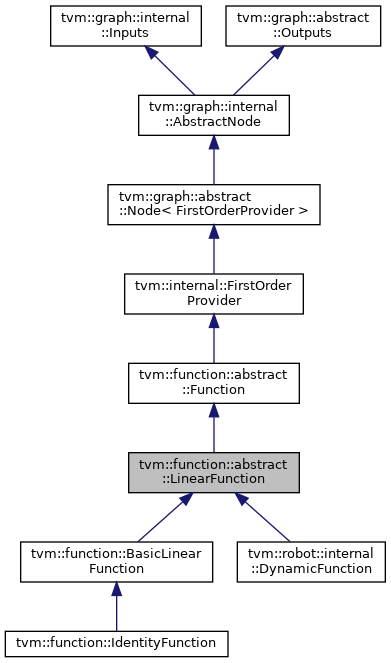 tvm::graph::internal
::Inputs
tvm::graph::abstract
::Outputs
tvm::graph::internal
::AbstractNode
tvm::graph::abstract
::Node< FirstOrderProvider >
tvm::internal::FirstOrder
Provider
tvm::function::abstract
::Function
tvm::function::abstract
::LinearFunction
tvm::function::BasicLinear
Function
tvm::robot::internal
::DynamicFunction
tvm::function::IdentityFunction